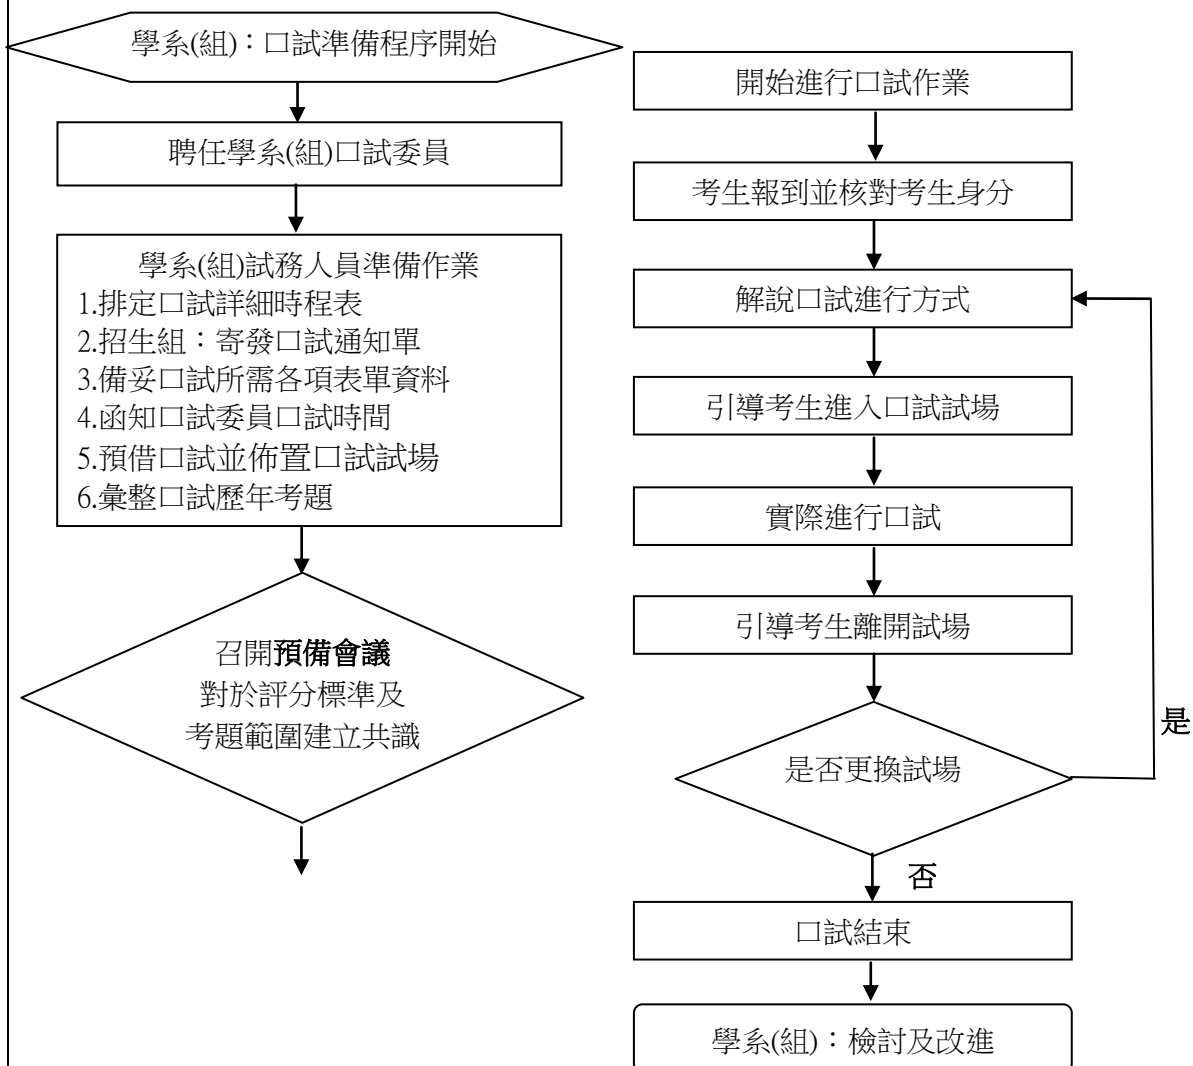 學系(組)：口試準備程序開始
聘任學系(組)口試委員
學系(組)試務人員準備作業
1.排定口試詳細時程表
2.招生組：寄發口試通知單
3.備妥口試所需各項表單資料
4.函知口試委員口試時間
5.預借口試並佈置口試試場
6.彙整口試歷年考題
召開預備會議
對於評分標準及
考題範圍建立共識
開始進行口試作業
考生報到並核對考生身分
解說口試進行方式
引導考生進入口試試場
實際進行口試
引導考生離開試場
是否更換試場
是
否
口試結束
學系(組)：檢討及改進